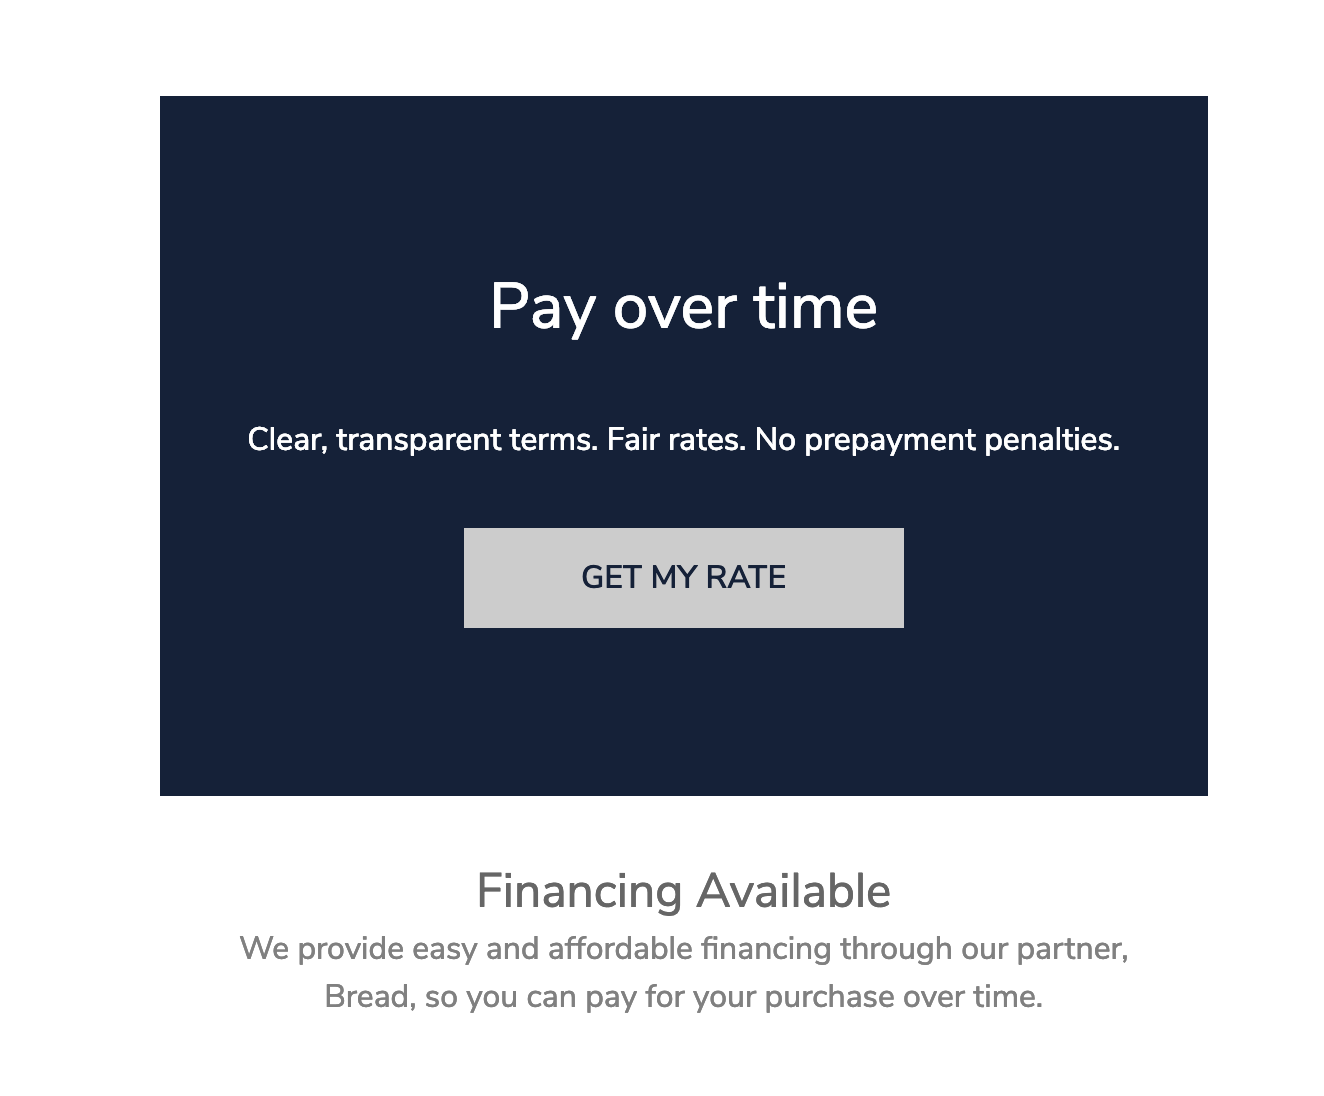 Pay over time
Clear, transparent terms. Fair rates. No prepayment penalties.
GET MY RATE
Financing Available
We provide easy and affordable financing through our partner,
Bread, so you can pay for your purchase over time.